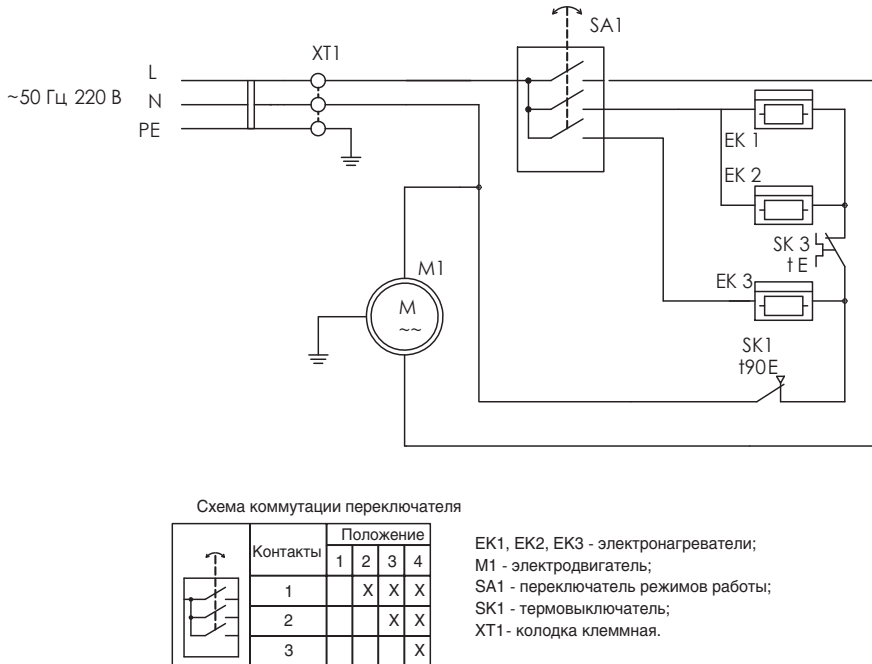 SA1
XT1
L
~50 Гц 220 В
N
PE
EK 1
EK 2
SK 3
t E
M1
EK 3
M
~~
SK1
t90E
Схема коммутации переключателя
Контакты
Положение
1 2 3 4
1 X X X
2 X X
3 X
EK1, EK2, EK3 - электронагреватели;
M1 - электродвигатель;
SA1 - переключатель режимов работы;
SK1 - термовыключатель;
XT1- колодка клеммная.